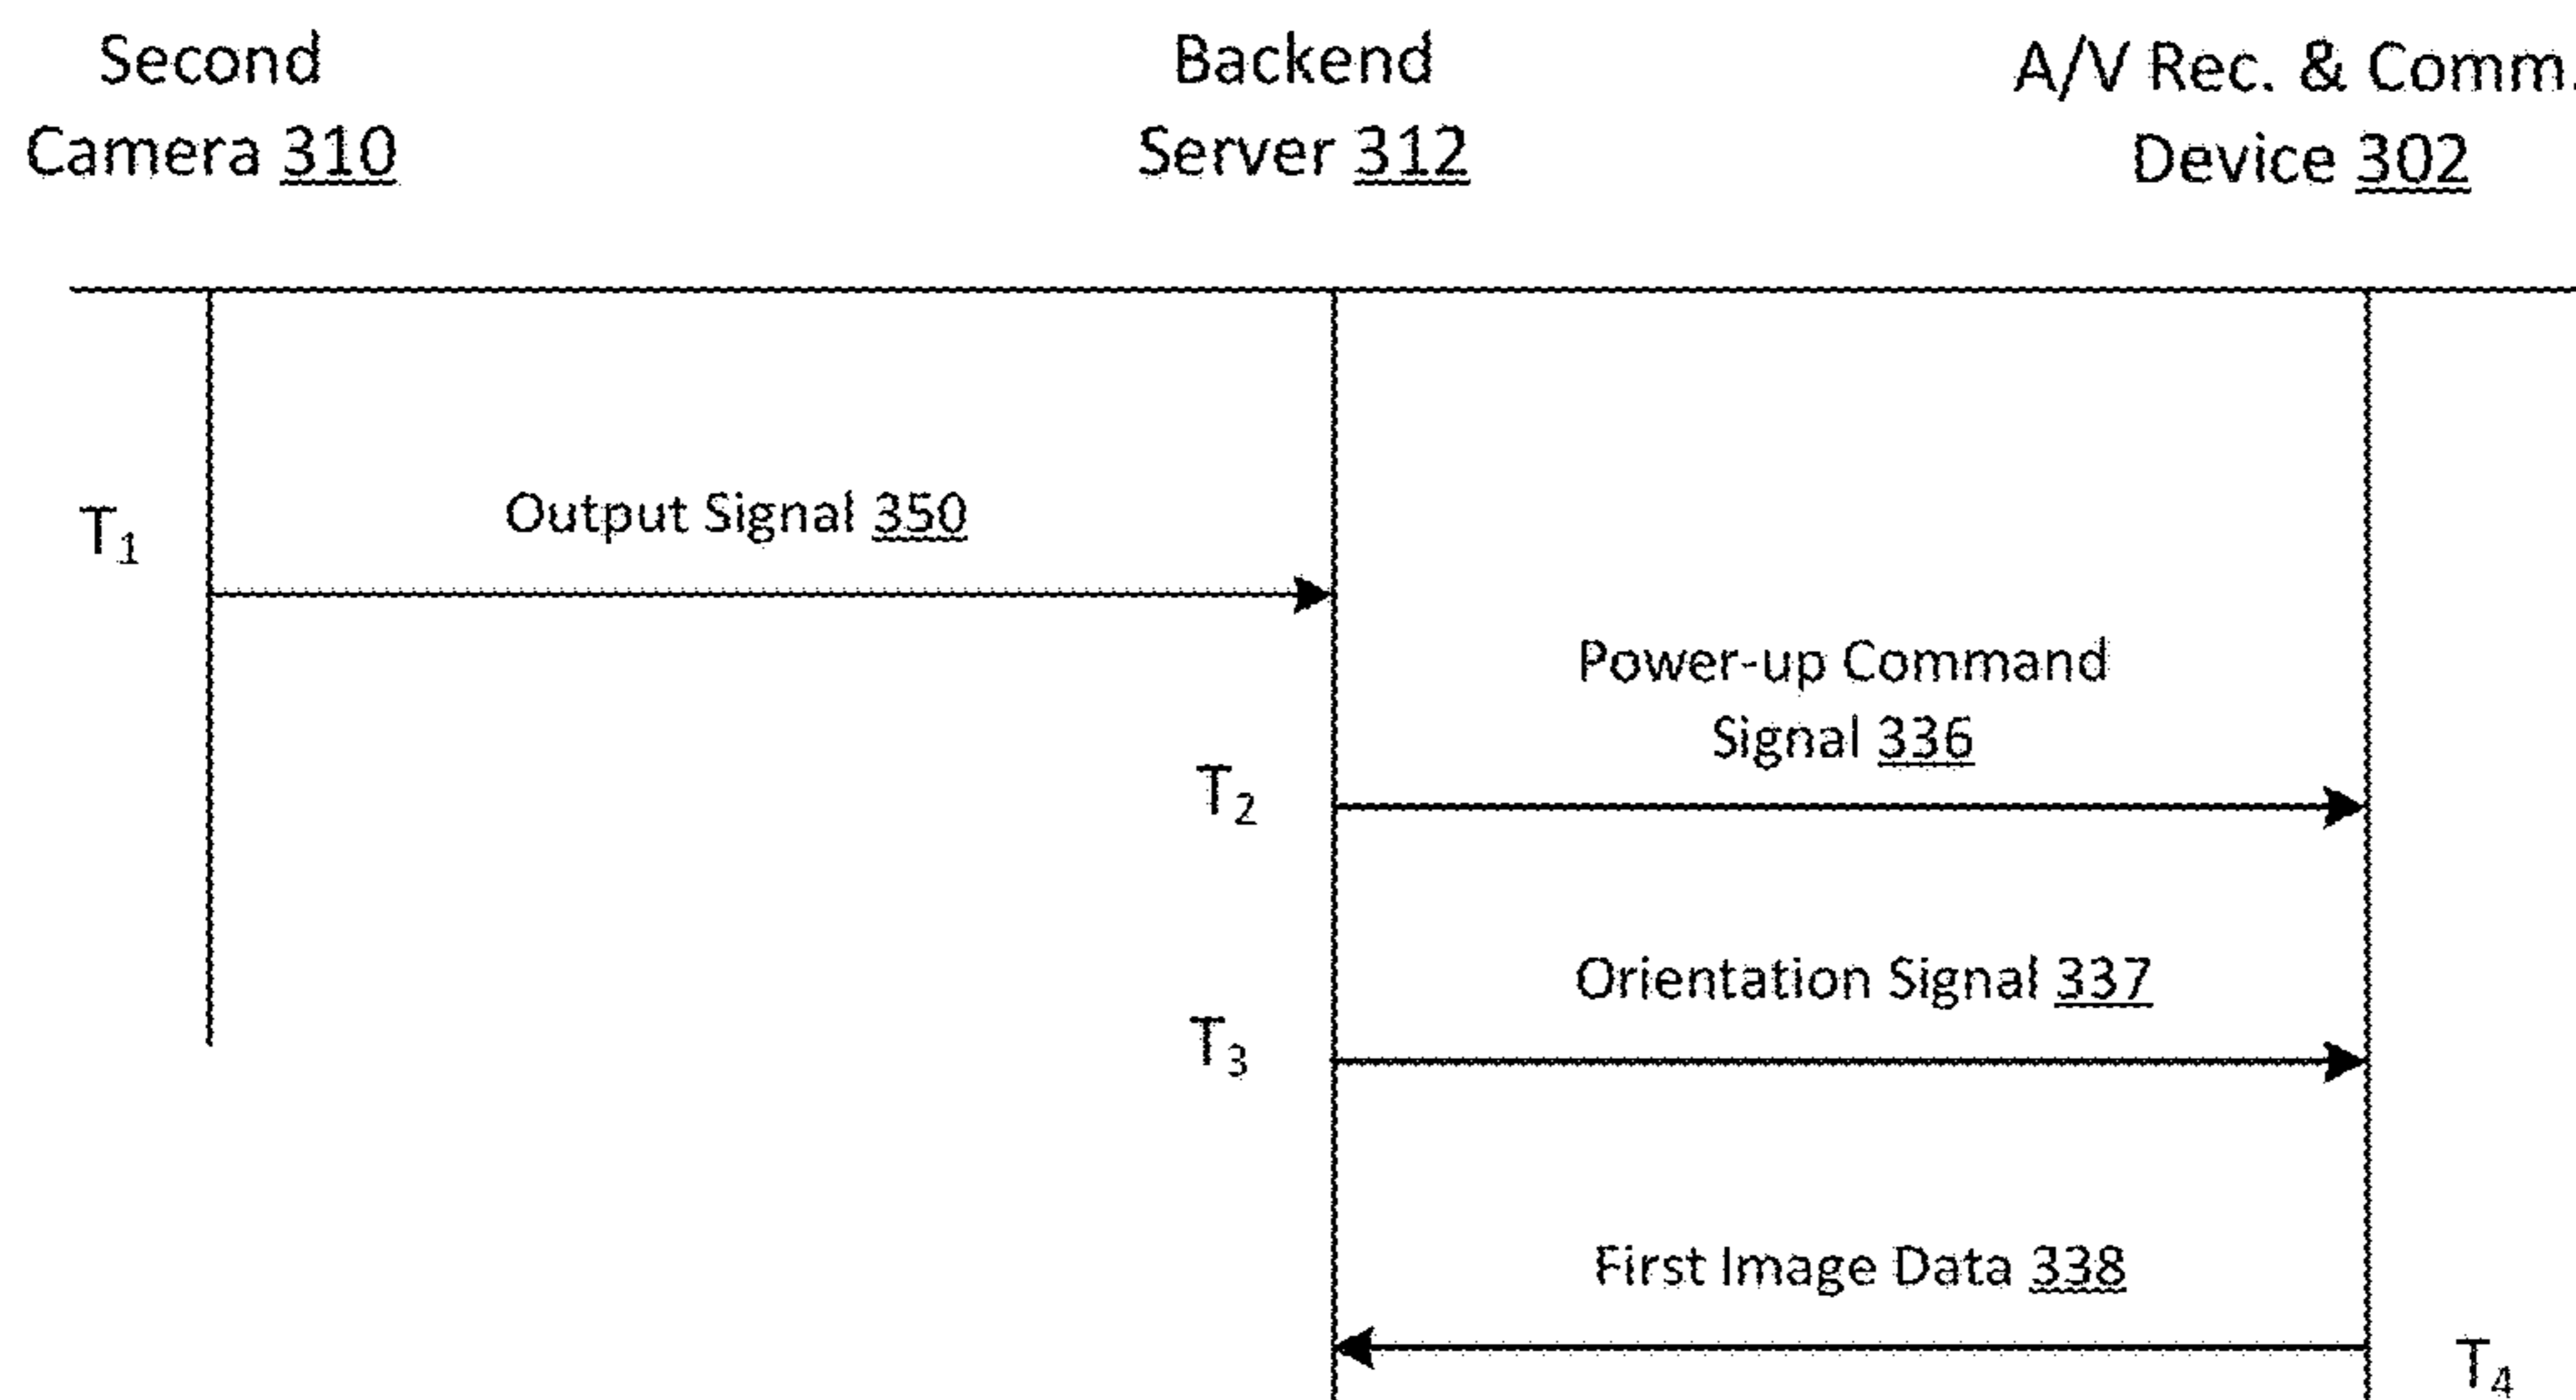 Second
Camera 310
Backend
Server 312
A/V Rec. & Comm.
Device 302
T1
Output Signal 350
Power-up Command
Signal 336
T2
Orientation Signal 337
T3
First Image Data 338
T4